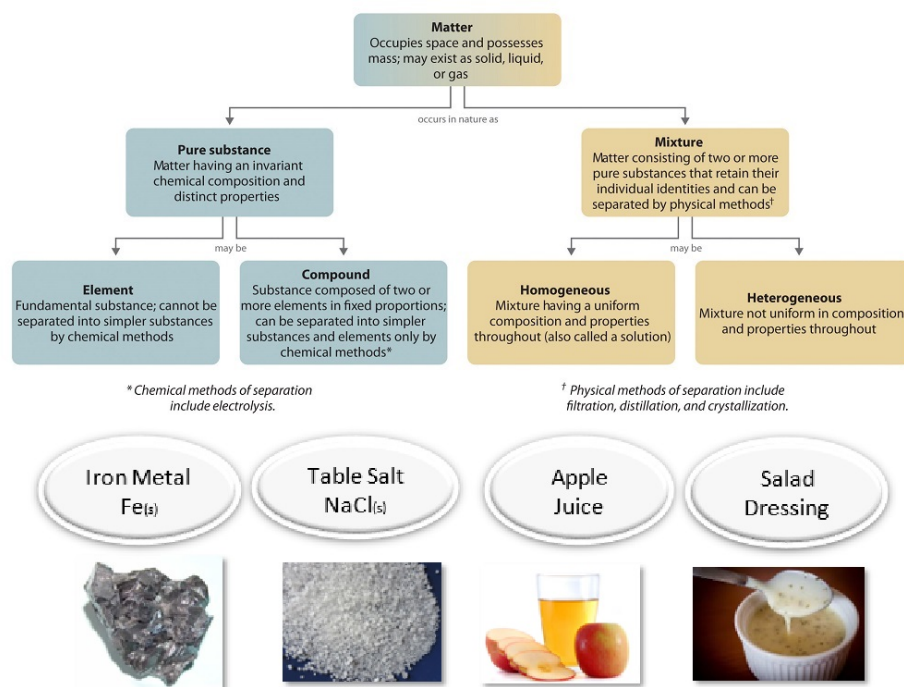 Matter
Occupies space and possesses
mass; may exist as solid, liquid,
or gas
occurs in nature as
Pure substance
Matter having an invariant
chemical composition and
distinct properties
Mixture
Matter consisting of two or more
pure substances that retain their
individual identities and can be
separated by physical methods†
may be
may be
Element
Fundamental substance; cannot be
separated into simpler substances
by chemical methods
Compound
Substance composed of two or
more elements in fixed proportions;
can be separated into simpler
substances and elements only by
chemical methods*
Homogeneous
Mixture having a uniform
composition and properties
throughout (also called a solution)
Heterogeneous
Mixture not uniform in composition
and properties throughout
* Chemical methods of separation
include electrolysis.
† Physical methods of separation include
filtration, distillation, and crystallization.
Iron Metal
Fe(s)
Table Salt
NaCl(s)
Apple
Juice
Salad
Dressing